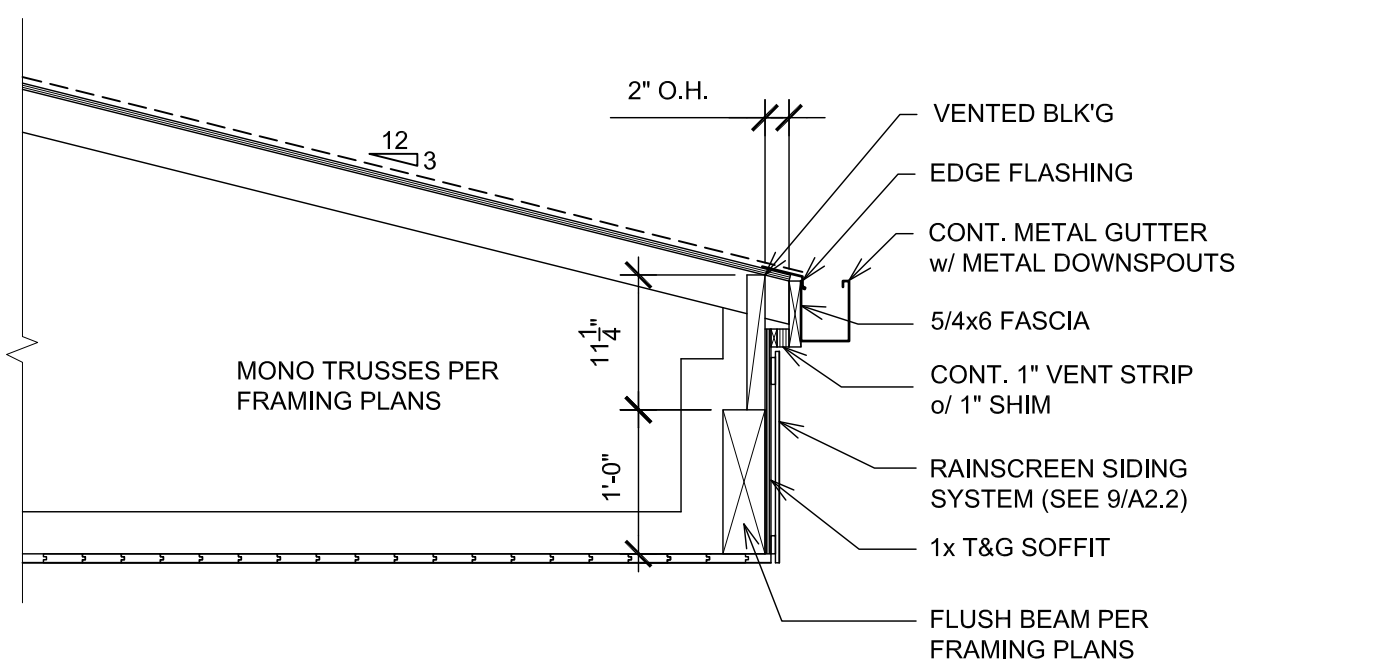 2" O.H.
12
3
VENTED BLK'G
EDGE FLASHING
CONT. METAL GUTTER
w/ METAL DOWNSPOUTS
5/4x6 FASCIA
CONT. 1" VENT STRIP
o/ 1" SHIM
RAINSCREEN SIDING
SYSTEM (SEE 9/A2.2)
1x T&G SOFFIT
FLUSH BEAM PER
FRAMING PLANS
MONO TRUSSES PER
FRAMING PLANS
11 1/4"
1'-0"